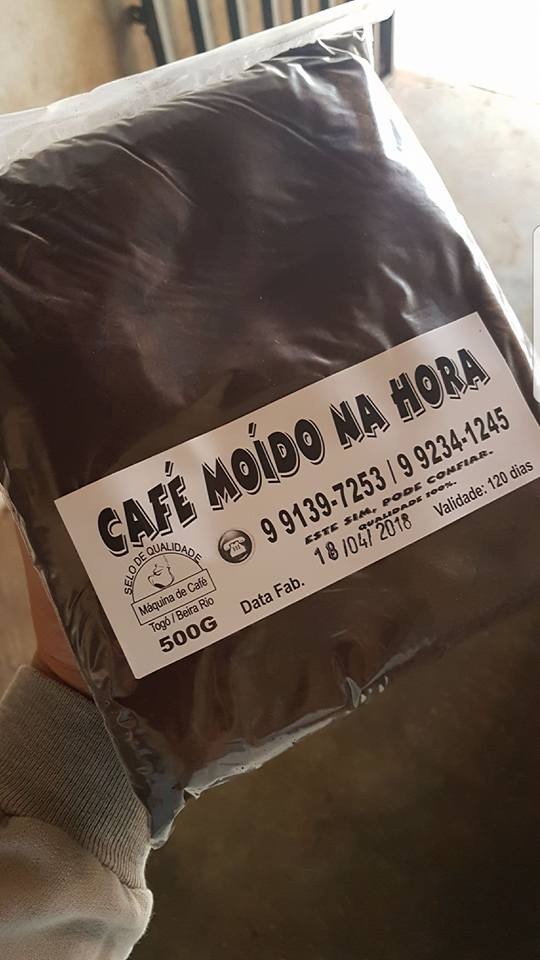 CAFÉ MOÍDO NA HORA
9 9139-7253 / 9 9234-1245
ESTE SIM, PODE CONFIAR.
QUALIDADE 100%.
SELO DE QUALIDADE
Máquina de Café
Togó / Beira Rio
500G
Data Fab. 18/04/2018 Validade: 120 dias